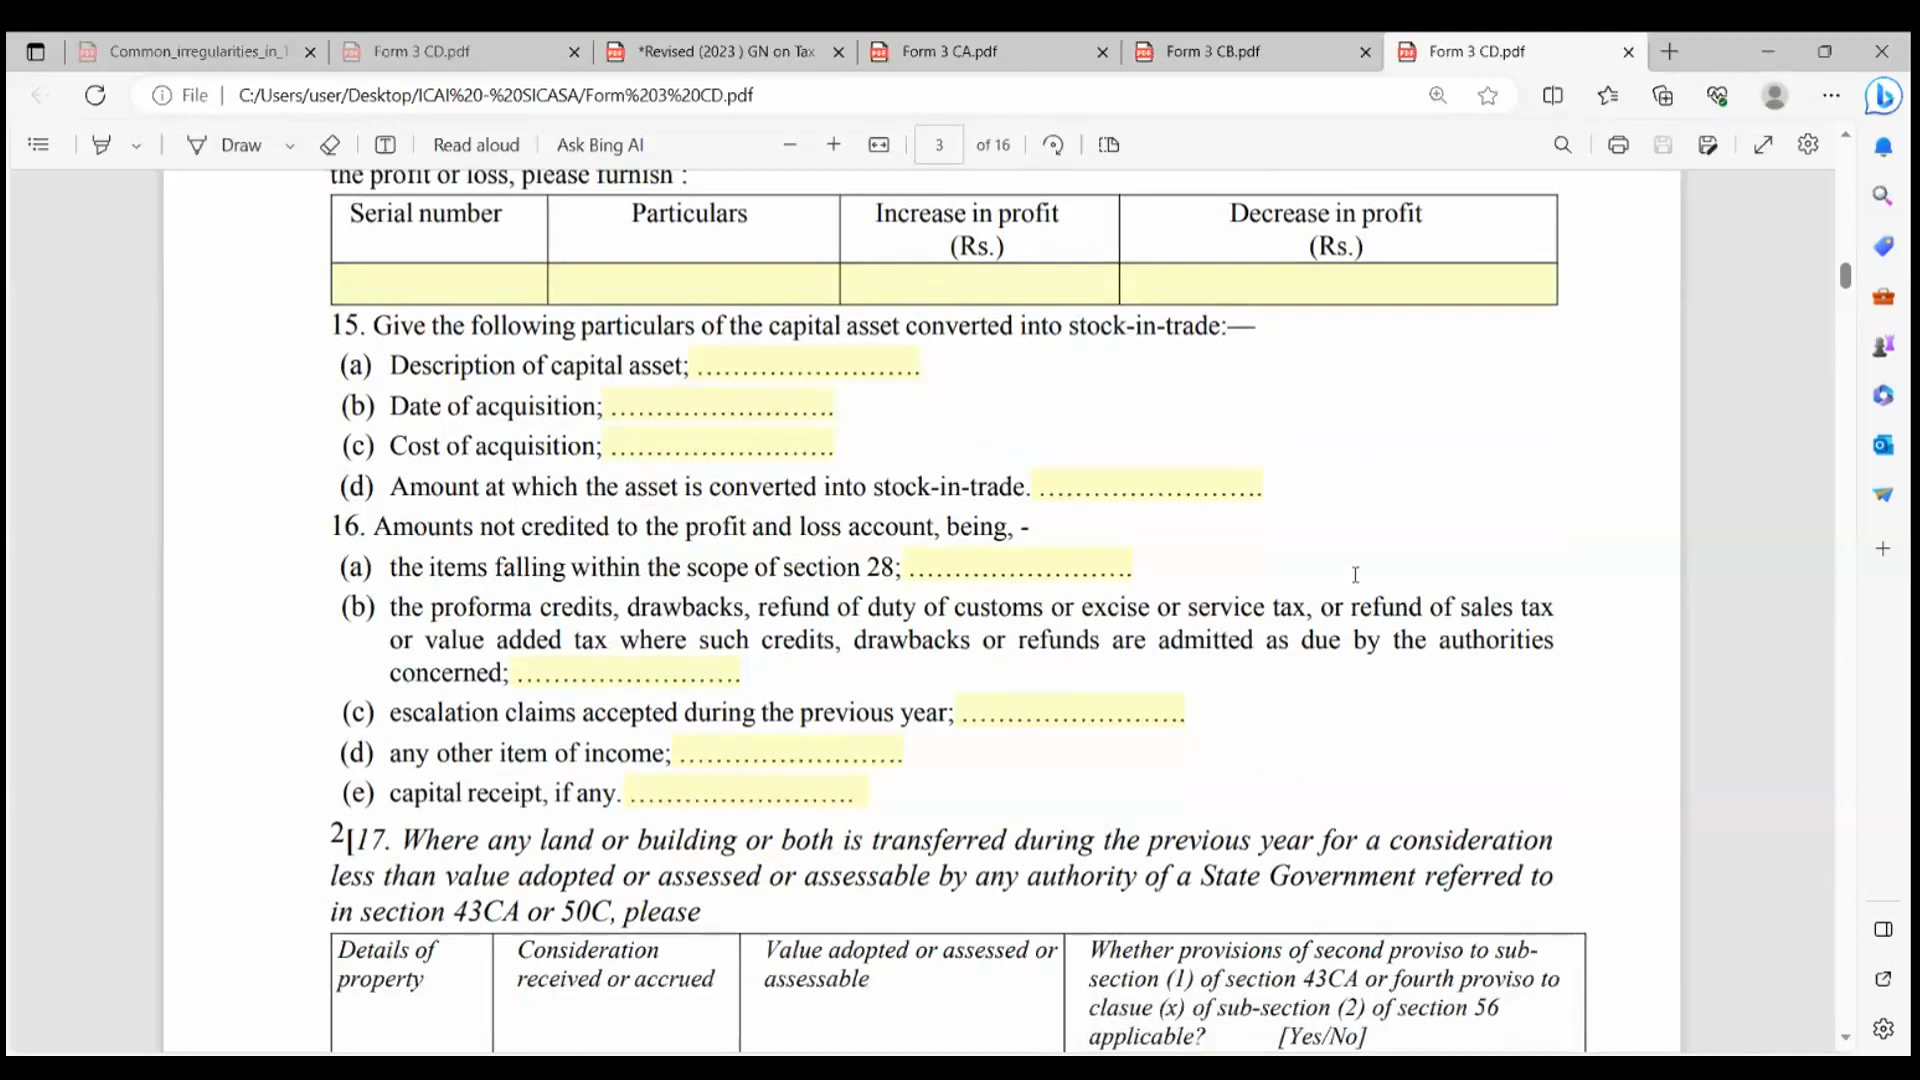 Common_irregularities_in_T
Form 3 CD.pdf
*Revised (2023 ) GN on Tax
Form 3 CA.pdf
Form 3 CB.pdf
Form 3 CD.pdf
File
C:/Users/user/Desktop/ICAI%20-%20SICASA/Form%203%20CD.pdf
Draw
Read aloud
Ask Bing AI
3
of 16
the profit or loss, please furnish :
Serial number
Particulars
Increase in profit
(Rs.)
Decrease in profit
(Rs.)
15. Give the following particulars of the capital asset converted into stock-in-trade:—
(a) Description of capital asset; .........................
(b) Date of acquisition; .........................
(c) Cost of acquisition; .........................
(d) Amount at which the asset is converted into stock-in-trade. .........................
16. Amounts not credited to the profit and loss account, being, -
(a) the items falling within the scope of section 28; .........................
(b) the proforma credits, drawbacks, refund of duty of customs or excise or service tax, or refund of sales tax
or value added tax where such credits, drawbacks or refunds are admitted as due by the authorities
concerned; .........................
(c) escalation claims accepted during the previous year; .........................
(d) any other item of income; .........................
(e) capital receipt, if any. .........................
2[17. Where any land or building or both is transferred during the previous year for a consideration
less than value adopted or assessed or assessable by any authority of a State Government referred to
in section 43CA or 50C, please
Details of
property
Consideration
received or accrued
Value adopted or assessed or
assessable
Whether provisions of second proviso to sub-
section (1) of section 43CA or fourth proviso to
clasue (x) of sub-section (2) of section 56
applicable? [Yes/No]